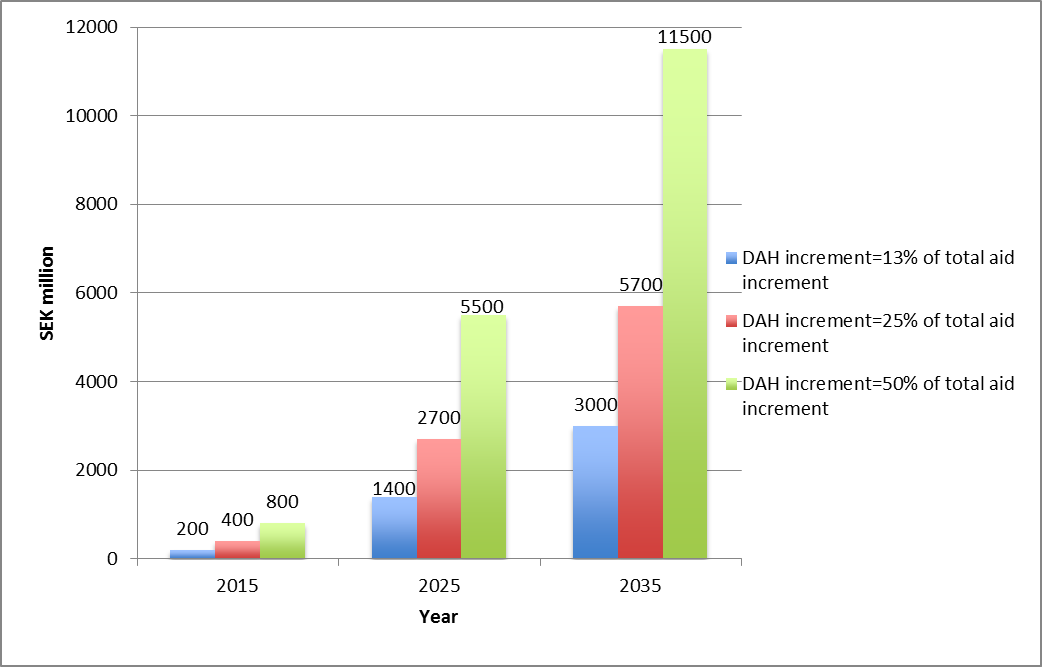 12000
10000
8000
6000
4000
2000
0
SEK million
200
400
800
1400
2700
5500
3000
5700
11500
2015
2025
2035
Year
DAH increment=13% of total aid
increment
DAH increment=25% of total aid
increment
DAH increment=50% of total aid
increment